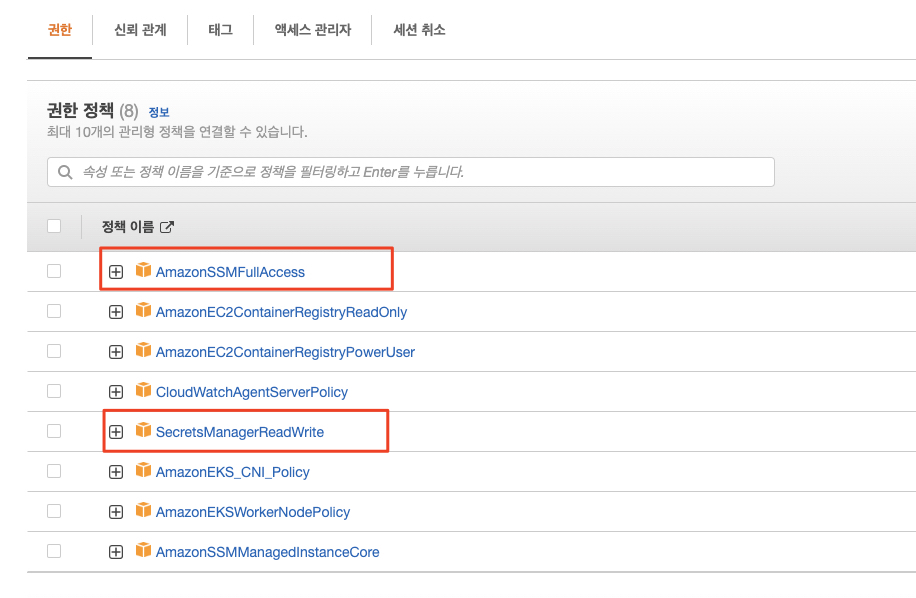 권한 신뢰 관계 태그 액세스 관리자 세션 취소
권한 정책 (8) 정보
최대 10개의 관리형 정책을 연결할 수 있습니다.
속성 또는 정책 이름을 기준으로 정책을 필터링하고 Enter를 누릅니다.
정책 이름
AmazonSSMFullAccess
AmazonEC2ContainerRegistryReadOnly
AmazonEC2ContainerRegistryPowerUser
CloudWatchAgentServerPolicy
SecretsManagerReadWrite
AmazonEKS_CNI_Policy
AmazonEKSWorkerNodePolicy
AmazonSSMManagedInstanceCore